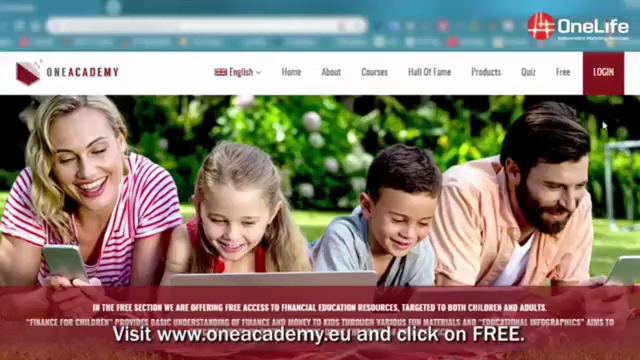 OneLife
ONEACADEMY
English
Home
About
Courses
Hall Of Fame
Products
Quiz
Free
LOGIN
IN THE FREE SECTION WE ARE OFFERING FREE ACCESS TO FINANCIAL EDUCATION RESOURCES, TARGETED TO BOTH CHILDREN AND ADULTS.
"FINANCE FOR CHILDREN" PROVIDES BASIC UNDERSTANDING OF FINANCE AND MONEY TO KIDS THROUGH VARIOUS FUN MATERIALS AND "EDUCATIONAL INFOGRAPHICS" AIMS TO
Visit www.oneacademy.eu and click on FREE.